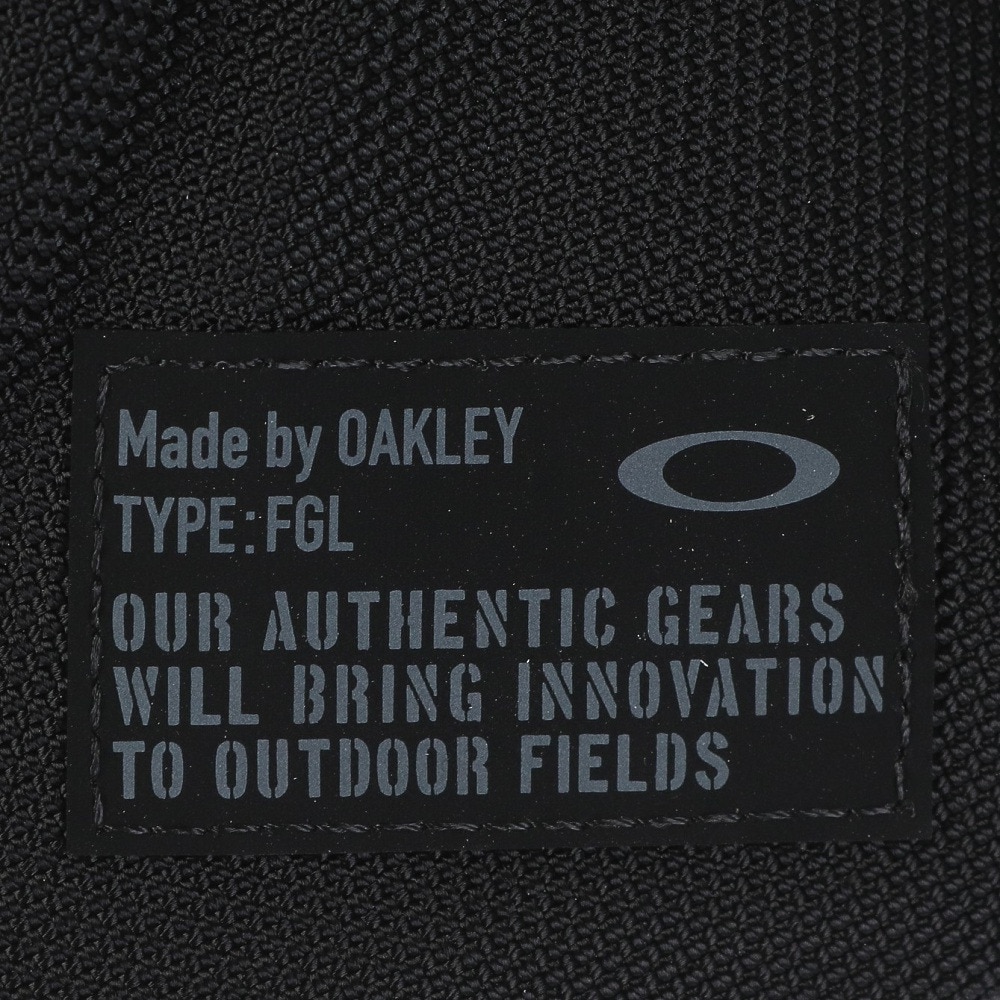 Made by OAKLEY
TYPE:FGL
OUR AUTHENTIC GEARS
WILL BRING INNOVATION
TO OUTDOOR FIELDS